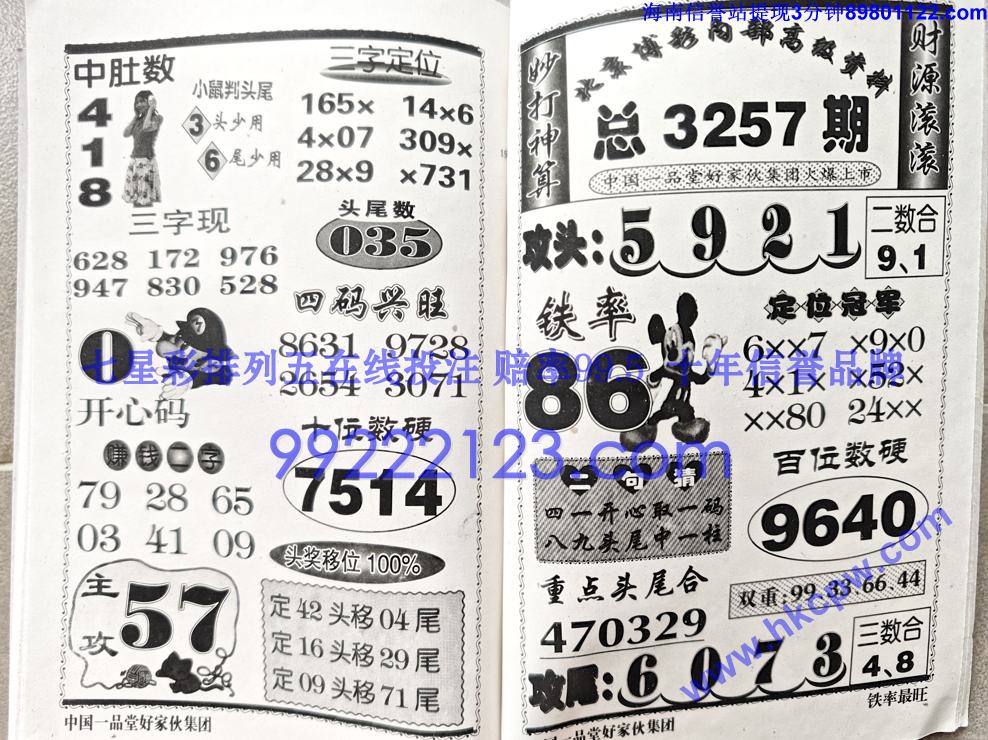 海南信誉站提现3分钟89801122.com
中肚数
4
1
8
小鼠判头尾
3 头少用
6 尾少用
三字定位
165× 14×6
4×07 309×
28×9 ×731
三字现
628 172 976
947 830 528
头尾数
035
0
开心码
四码兴旺
8631 9728
2654 3071
七星彩排列五在线投注 赔率99.5 十年信誉品牌
99222123.com
赚钱二字
79 28 65
03 41 09
十位数硬
7514
主攻
57
头奖移位100%
定42头移04尾
定16头移29尾
定09头移71尾
中国一品堂好家伙集团
妙打神算
内部高级参料
财源滚滚
总3257期
中国一品堂好家伙集团火爆上市
攻头:5921
二数合
9、1
铁率
86
定位冠军
6××7 ×9×0
4×1× ×52×
××80 24××
二句猜
四一开心取一码
八九头尾中一柱
百位数硬
9640
重点头尾合
470329
双重:99.33.66.44
攻尾:6073
三数合
4、8
www.hkcpw.com
铁率最旺
国一品堂好家伙集团